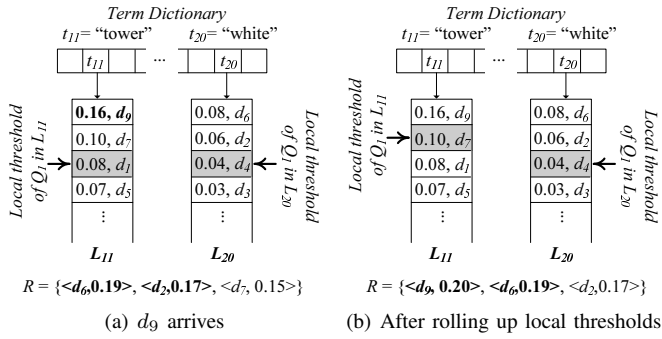 Term Dictionary
t11= "tower" t20= "white"
t11 ... t20
0.16, d9
0.10, d7
0.08, d1
0.07, d5
⋮
L11
0.08, d6
0.06, d2
0.04, d4
0.03, d3
⋮
L20
Local threshold
of Q1 in L11
Local threshold
of Q1 in L20
R = {<d6,0.19>, <d2,0.17>, <d7, 0.15>}
(a) d9 arrives
Term Dictionary
t11= "tower" t20= "white"
t11 ... t20
0.16, d9
0.10, d7
0.08, d1
0.07, d5
⋮
L11
0.08, d6
0.06, d2
0.04, d4
0.03, d3
⋮
L20
Local threshold
of Q1 in L11
Local threshold
of Q1 in L20
R = {<d9, 0.20>, <d6,0.19>, <d2,0.17>}
(b) After rolling up local thresholds